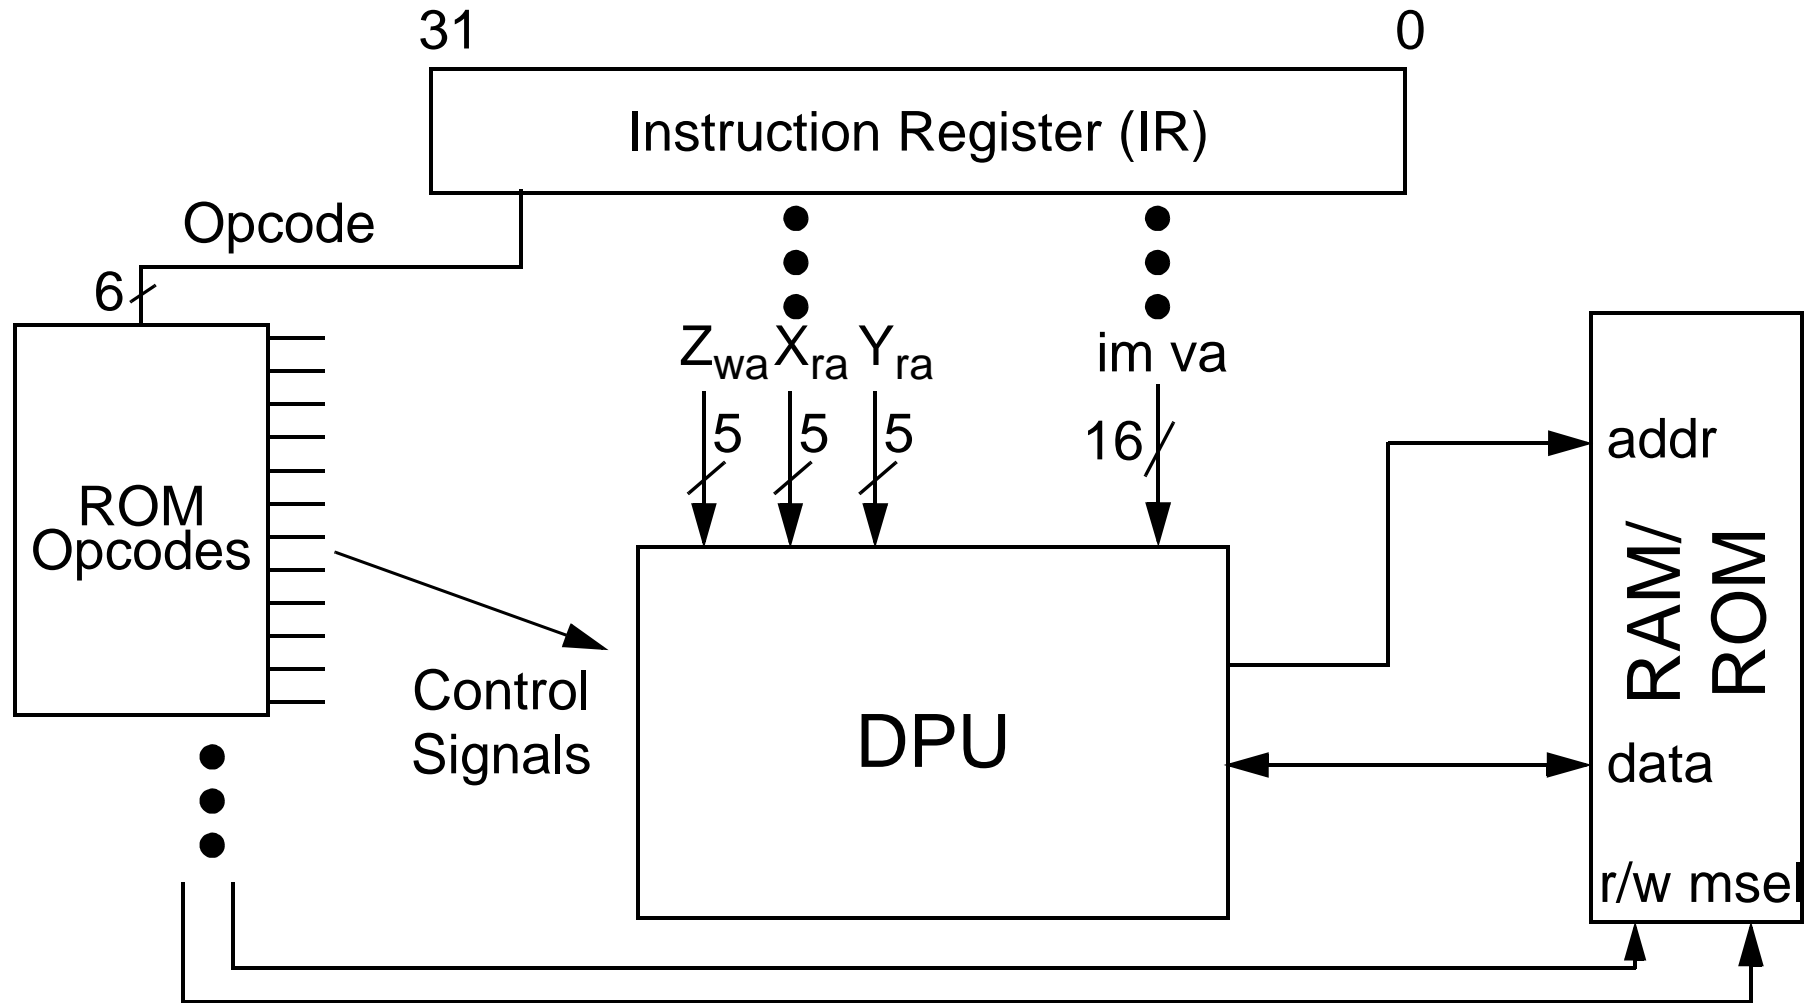 31 0
Instruction Register (IR)
Opcode
6
Zwa Xra Yra im va
5 5 5 16
addr
ROM
Opcodes
RAM/
ROM
Control
Signals
DPU
data
r/w msel